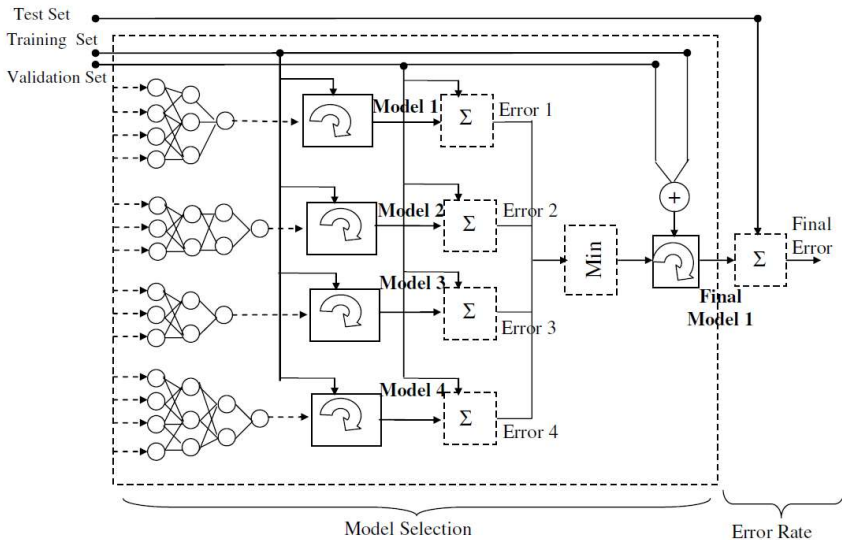 Test Set
Training Set
Validation Set
Model 1
Σ
Error 1
Model 2
Σ
Error 2
+
Final
Error
Min
Σ
Model 3
Σ
Error 3
Final
Model 1
Model 4
Σ
Error 4
Model Selection
Error Rate